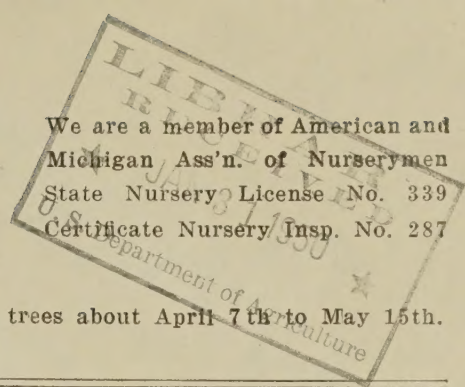 We are a member of American and
Michigan Ass'n. of Nurserymen
State Nursery License No. 339
Certificate Nursery Insp. No. 287
trees about April 7th to May 15th.
LIBRARY
RECEIVED
★ JAN 31 1950 ★
U. S. Department of Agriculture